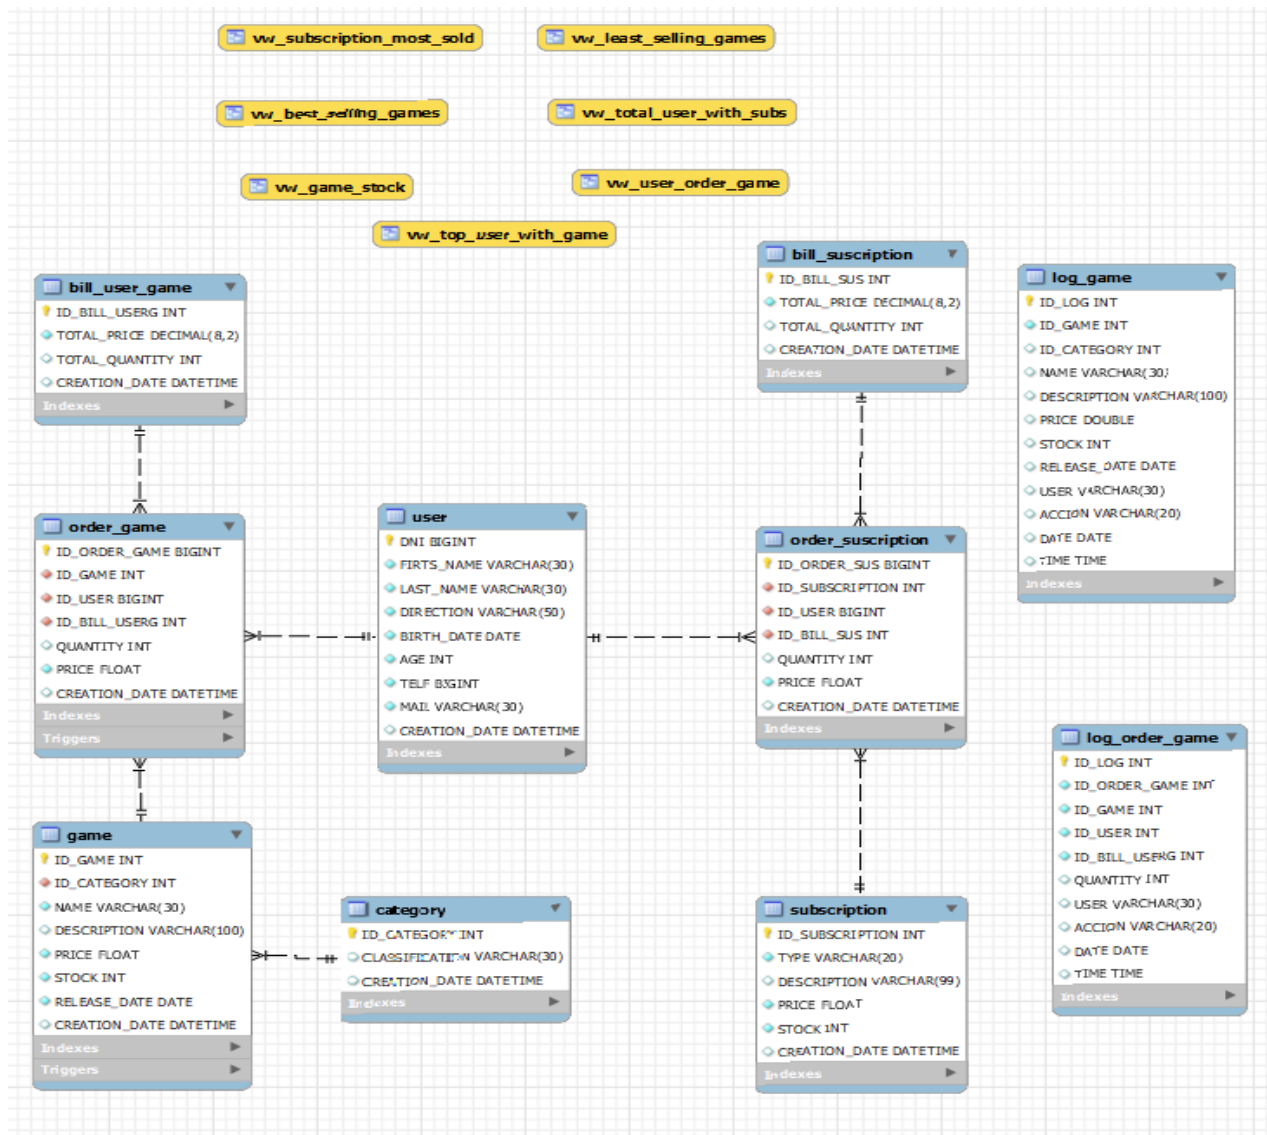 vw_subscription_most_sold
vw_least_selling_games
vw_best_selling_games
vw_total_user_with_subs
vw_game_stock
vw_user_order_game
vw_top_user_with_game
bill_user_game
ID_BILL_USERG INT
TOTAL_PRICE DECIMAL(8,2)
TOTAL_QUANTITY INT
CREATION_DATE DATETIME
Indexes
bill_suscription
ID_BILL_SUS INT
TOTAL_PRICE DECIMAL(8,2)
TOTAL_QUANTITY INT
CREATION_DATE DATETIME
Indexes
log_game
ID_LOG INT
ID_GAME INT
ID_CATEGORY INT
NAME VARCHAR(30)
DESCRIPTION VARCHAR(100)
PRICE DOUBLE
STOCK INT
RELEASE_DATE DATE
USER VARCHAR(30)
ACCION VARCHAR(20)
DATE DATE
TIME TIME
Indexes
order_game
ID_ORDER_GAME BIGINT
ID_GAME INT
ID_USER BIGINT
ID_BILL_USERG INT
QUANTITY INT
PRICE FLOAT
CREATION_DATE DATETIME
Indexes
Triggers
user
DNI BIGINT
FIRTS_NAME VARCHAR(30)
LAST_NAME VARCHAR(30)
DIRECTION VARCHAR(50)
BIRTH_DATE DATE
AGE INT
TELF BIGINT
MAIL VARCHAR(30)
CREATION_DATE DATETIME
Indexes
order_suscription
ID_ORDER_SUS BIGINT
ID_SUBSCRIPTION INT
ID_USER BIGINT
ID_BILL_SUS INT
QUANTITY INT
PRICE FLOAT
CREATION_DATE DATETIME
Indexes
log_order_game
ID_LOG INT
ID_ORDER_GAME INT
ID_GAME INT
ID_USER INT
ID_BILL_USERG INT
QUANTITY INT
USER VARCHAR(30)
ACCION VARCHAR(20)
DATE DATE
TIME TIME
Indexes
game
ID_GAME INT
ID_CATEGORY INT
NAME VARCHAR(30)
DESCRIPTION VARCHAR(100)
PRICE FLOAT
STOCK INT
RELEASE_DATE DATE
CREATION_DATE DATETIME
Indexes
Triggers
category
ID_CATEGORY INT
CLASSIFICATION VARCHAR(30)
CREATION_DATE DATETIME
Indexes
subscription
ID_SUBSCRIPTION INT
TYPE VARCHAR(20)
DESCRIPTION VARCHAR(99)
PRICE FLOAT
STOCK INT
CREATION_DATE DATETIME
Indexes